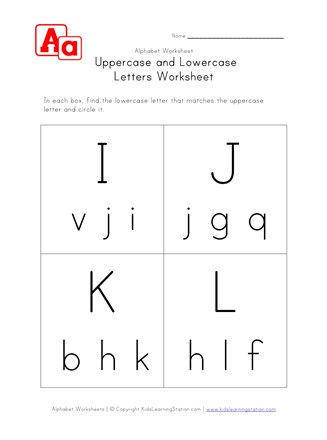 Aa
Name
Alphabet Worksheet
Uppercase and Lowercase
Letters Worksheet
In each box, find the lowercase letter that matches the uppercase
letter and circle it.
I J
v j i j g q
K L
b h k h l f
Alphabet Worksheets | © Copyright KidsLearningStation.com | www.kidslearningstation.com